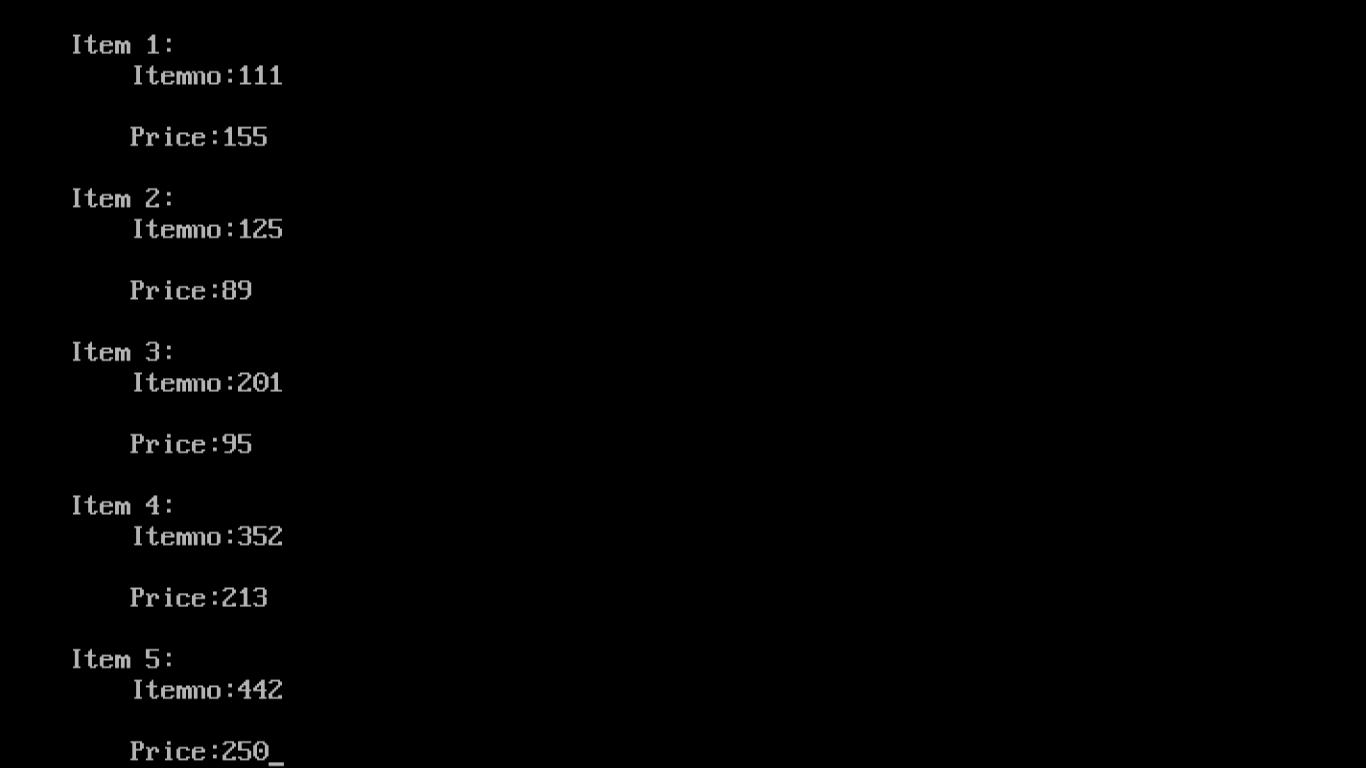 Item 1:
Itemno:111
Price:155
Item 2:
Itemno:125
Price:89
Item 3:
Itemno:201
Price:95
Item 4:
Itemno:352
Price:213
Item 5:
Itemno:442
Price:250_